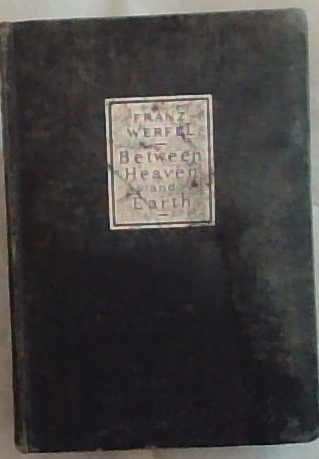 FRANZ
WERFEL
Between
Heaven
and
Earth